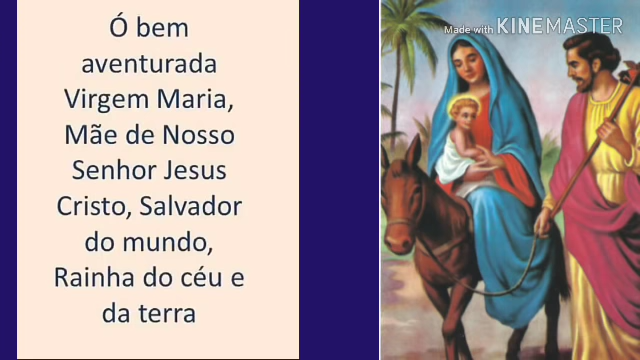 Ó bem
aventurada
Virgem Maria,
Mãe de Nosso
Senhor Jesus
Cristo, Salvador
do mundo,
Rainha do céu e
da terra
Made with KINEMASTER